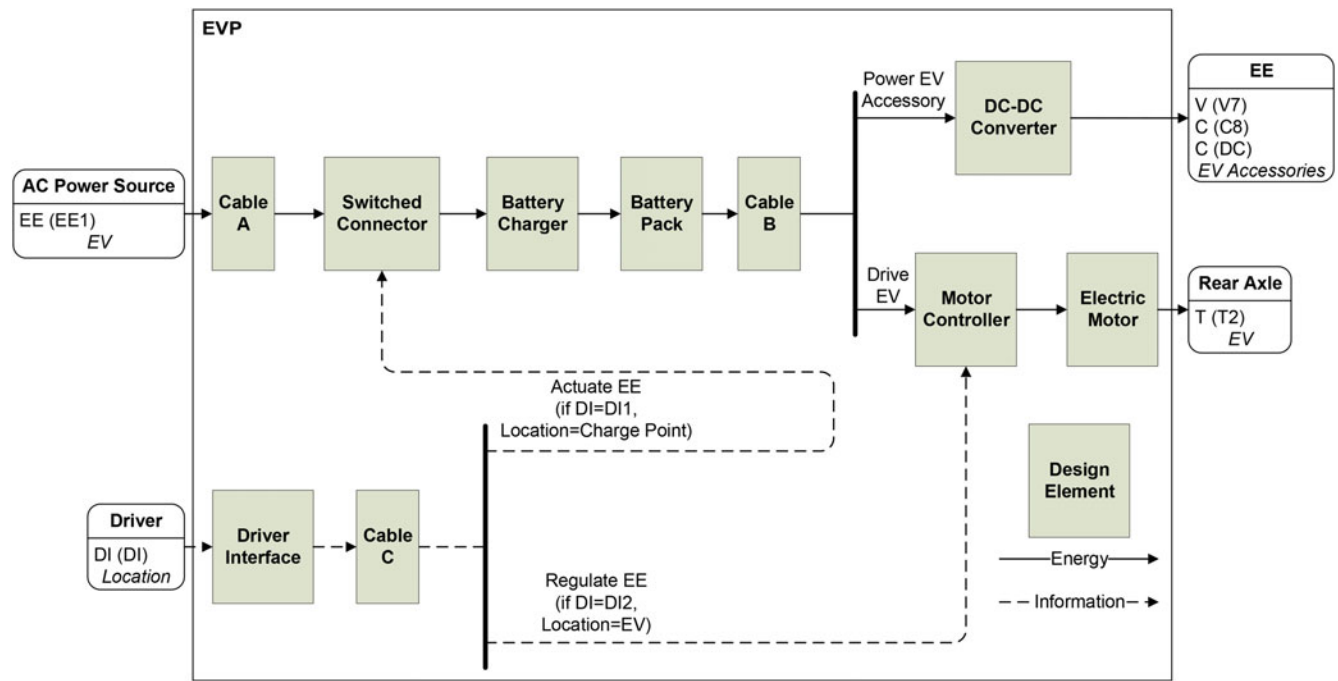 EVP
AC Power Source
EE (EE1)
EV
Cable
A
Switched
Connector
Battery
Charger
Battery
Pack
Cable
B
Power EV
Accessory
DC-DC
Converter
EE
V (V7)
C (C8)
C (DC)
EV Accessories
Drive
EV
Motor
Controller
Electric
Motor
Rear Axle
T (T2)
EV
Actuate EE
(if DI=DI1,
Location=Charge Point)
Driver
DI (DI)
Location
Driver
Interface
Cable
C
Regulate EE
(if DI=DI2,
Location=EV)
Design
Element
Energy
Information